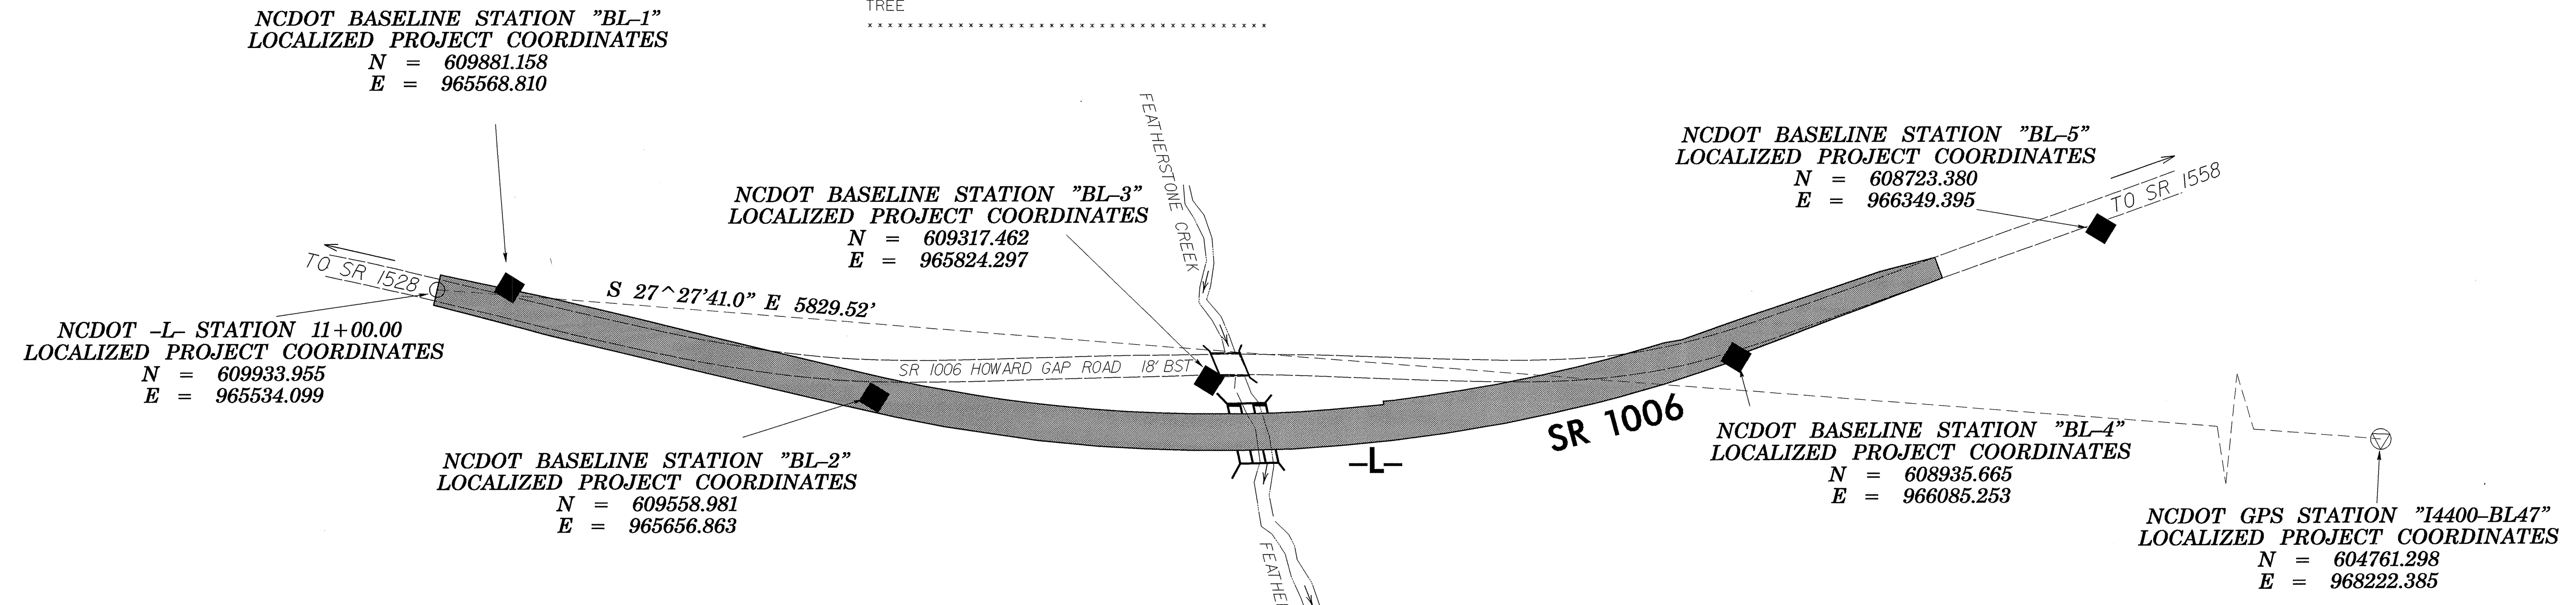 TREE
NCDOT BASELINE STATION "BL–1"
LOCALIZED PROJECT COORDINATES
N = 609881.158
E = 965568.810
NCDOT BASELINE STATION "BL–5"
LOCALIZED PROJECT COORDINATES
N = 608723.380
E = 966349.395
NCDOT BASELINE STATION "BL–3"
LOCALIZED PROJECT COORDINATES
N = 609317.462
E = 965824.297
FEATHERSTONE CREEK
TO SR 1558
TO SR 1528
S 27^27'41.0" E 5829.52'
NCDOT –L– STATION 11+00.00
LOCALIZED PROJECT COORDINATES
N = 609933.955
E = 965534.099
SR 1006 HOWARD GAP ROAD 18' BST
SR 1006
–L–
NCDOT BASELINE STATION "BL–2"
LOCALIZED PROJECT COORDINATES
N = 609558.981
E = 965656.863
NCDOT BASELINE STATION "BL–4"
LOCALIZED PROJECT COORDINATES
N = 608935.665
E = 966085.253
NCDOT GPS STATION "I4400–BL47"
LOCALIZED PROJECT COORDINATES
N = 604761.298
E = 968222.385